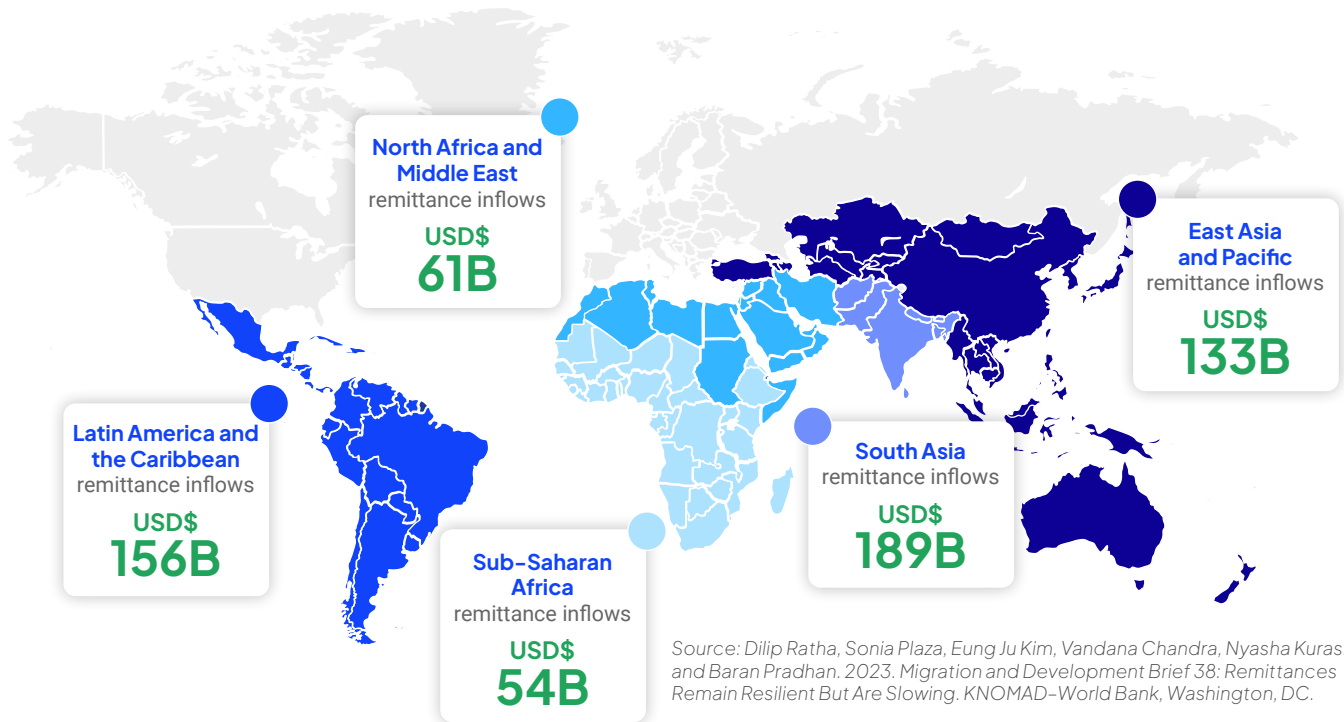 North Africa and
Middle East
remittance inflows
USD$
61B
East Asia
and Pacific
remittance inflows
USD$
133B
Latin America and
the Caribbean
remittance inflows
USD$
156B
South Asia
remittance inflows
USD$
189B
Sub-Saharan
Africa
remittance inflows
USD$
54B
Source: Dilip Ratha, Sonia Plaza, Eung Ju Kim, Vandana Chandra, Nyasha Kuras
and Baran Pradhan. 2023. Migration and Development Brief 38: Remittances
Remain Resilient But Are Slowing. KNOMAD–World Bank, Washington, DC.